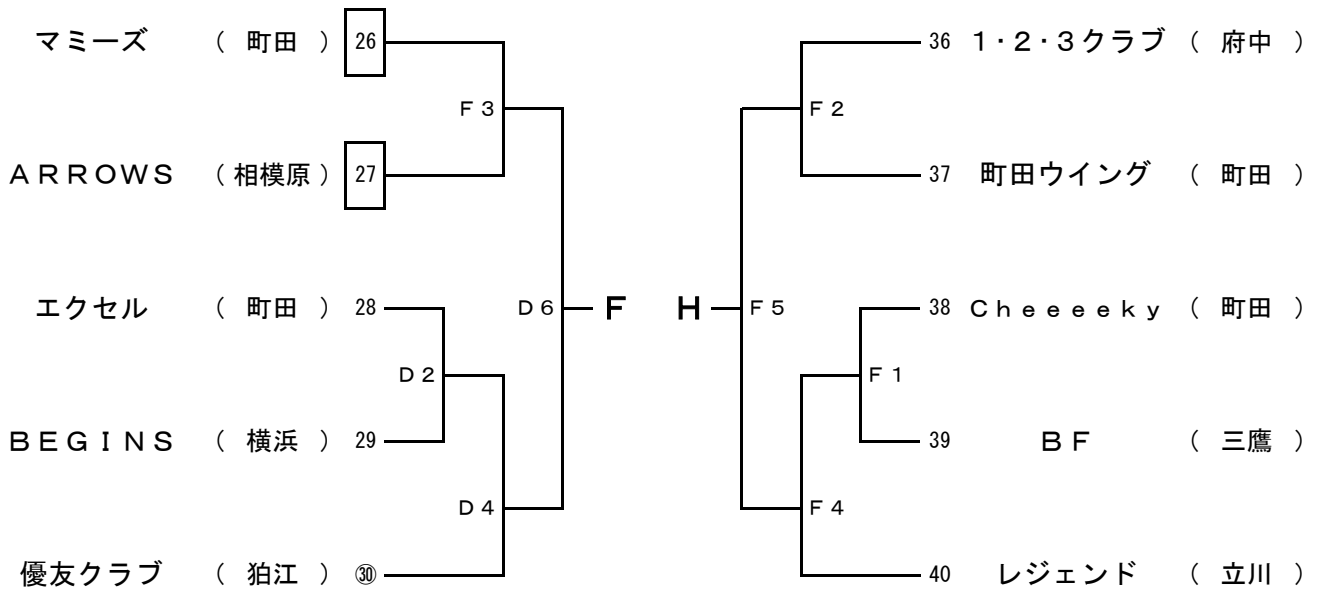 マミーズ （ 町田 ） 26
36 1・2・3クラブ （ 府中 ）
F3
F2
ARROWS （ 相模原 ） 27
37 町田ウイング （ 町田 ）
エクセル （ 町田 ） 28
D6 F
H F5
38 Cheeeeky （ 町田 ）
D2
F1
BEGINS （ 横浜 ） 29
39 BF （ 三鷹 ）
D4
F4
優友クラブ （ 狛江 ） ㉚
40 レジェンド （ 立川 ）